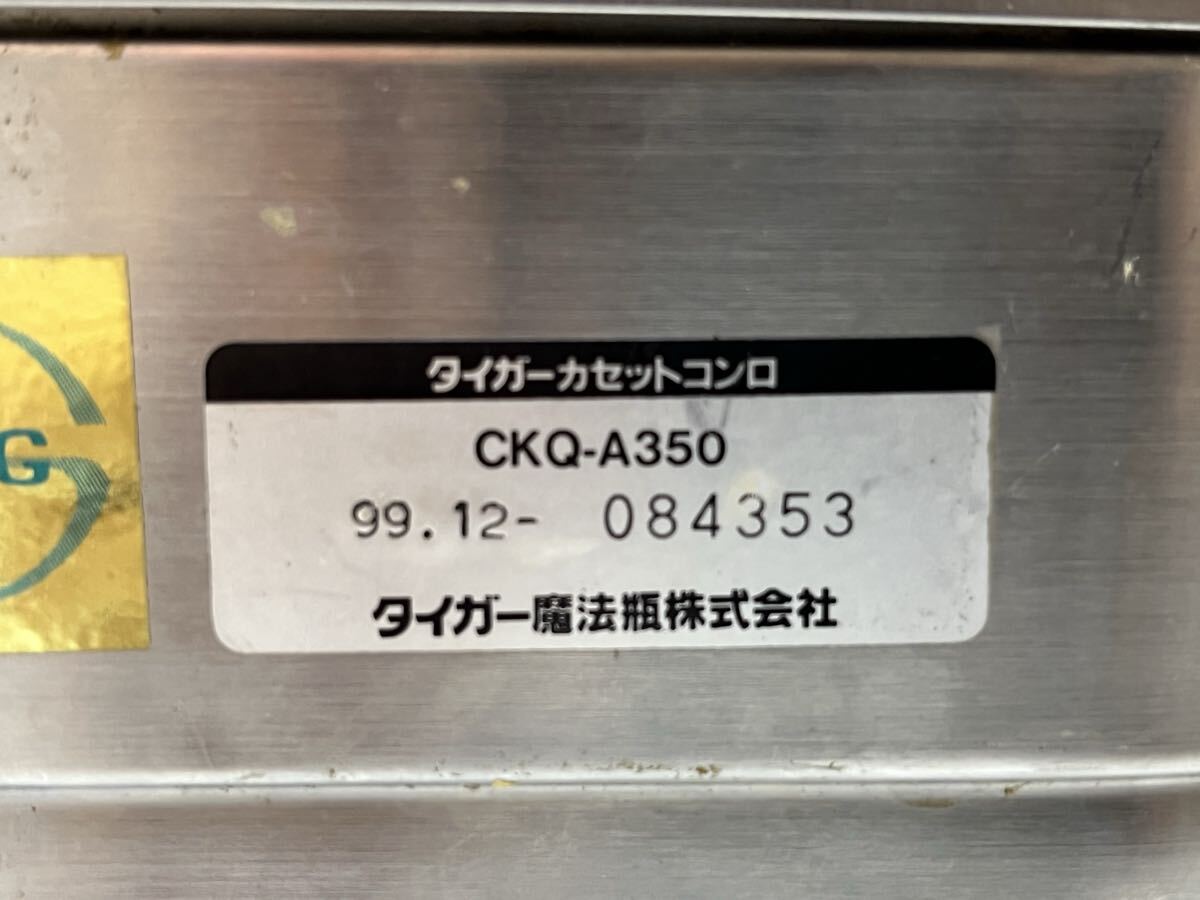 タイガーカセットコンロ
CKQ-A350
99.12- 084353
タイガー魔法瓶株式会社
G